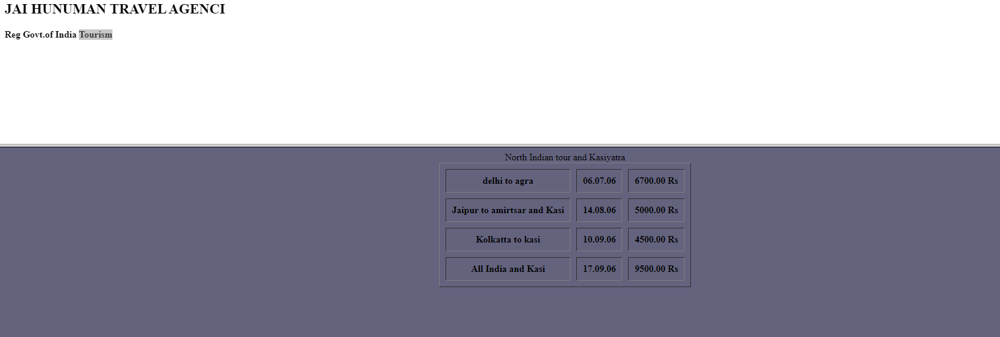 JAI HUNUMAN TRAVEL AGENCI
Reg Govt.of India Tourism
North Indian tour and Kasiyatra
delhi to agra 06.07.06 6700.00 Rs
Jaipur to amirtsar and Kasi 14.08.06 5000.00 Rs
Kolkatta to kasi 10.09.06 4500.00 Rs
All India and Kasi 17.09.06 9500.00 Rs